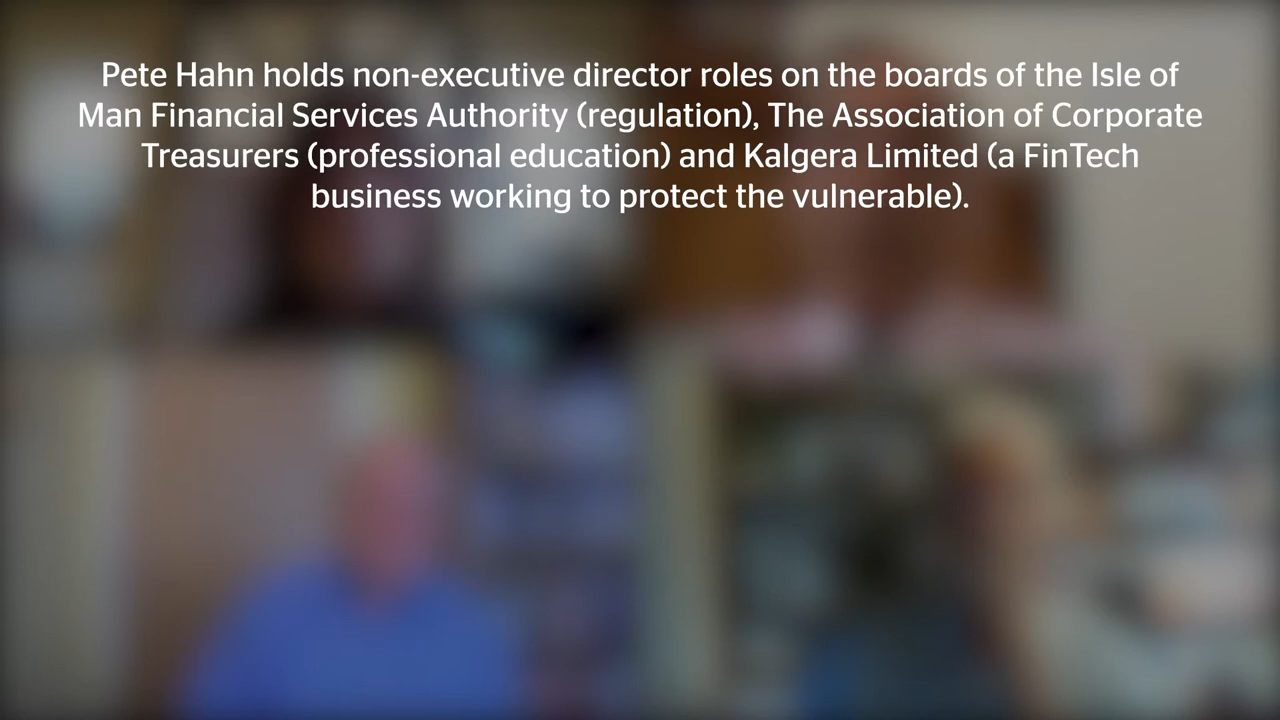 Pete Hahn holds non-executive director roles on the boards of the Isle of
Man Financial Services Authority (regulation), The Association of Corporate
Treasurers (professional education) and Kalgera Limited (a FinTech
business working to protect the vulnerable).